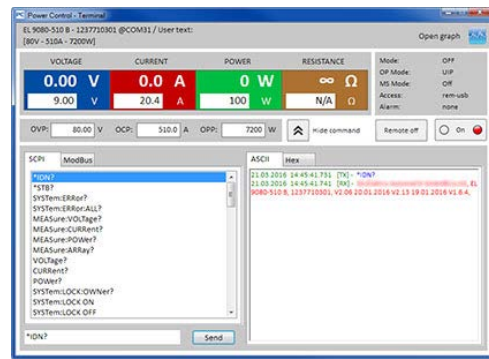 Power Control - Terminal
EL 9080-510 B - 1237710301 @COM31 / User text:
[80V - 510A - 7200W]
Open graph
VOLTAGE CURRENT POWER RESISTANCE
0.00 V 0.0 A 0 W ∞ Ω
9.00 V 20.4 A 100 W N/A Ω
Mode: OFF
OP Mode: UIP
MS Mode: Off
Access: rem-usb
Alarm: none
OVP: 80.00 V OCP: 510.0 A OPP: 7200 W Hide command Remote off On
SCPI ModBus
*IDN?
*STB?
SYSTem:ERRor?
SYSTem:ERRor:ALL?
MEASure:VOLTage?
MEASure:CURRent?
MEASure:POWer?
MEASure:ARRay?
VOLTage?
CURRent?
POWer?
SYSTem:LOCK:OWNer?
SYSTem:LOCK ON
SYSTem:LOCK OFF
*IDN? Send
ASCII Hex
21.03.2016 14:45:41.731 [TX] - *IDN?
21.03.2016 14:45:41.741 [RX] - EL
9080-510 B, 1237710301, V2.06 20.01.2016 V2.13 19.01.2016 V1.6.4,